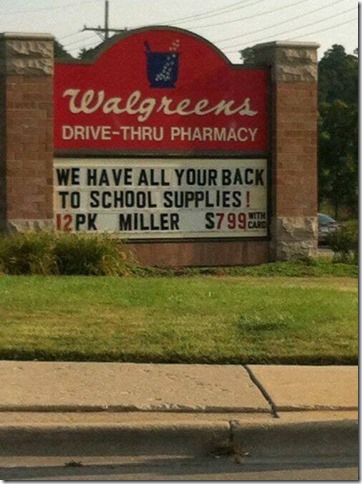 Walgreens
DRIVE-THRU PHARMACY
WE HAVE ALL YOUR BACK
TO SCHOOL SUPPLIES!
12PK MILLER $799 WITH CARD